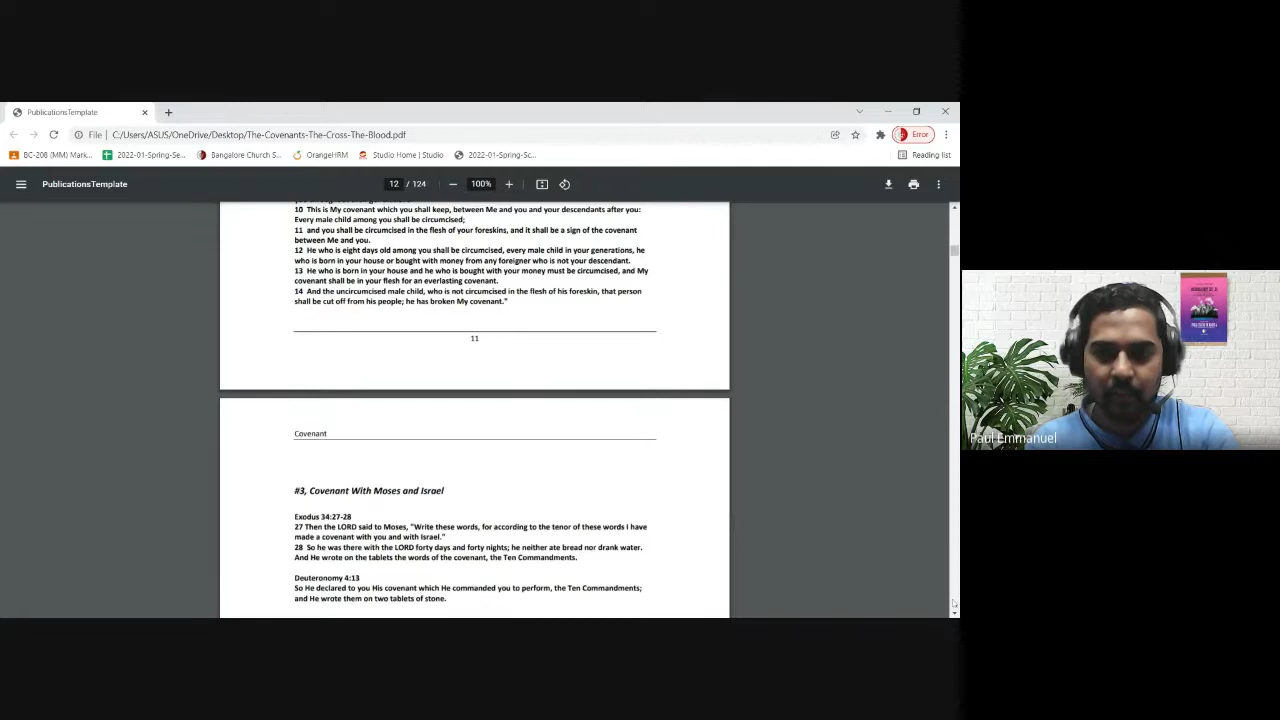 PublicationsTemplate
File | C:/Users/ASUS/OneDrive/Desktop/The-Covenants-The-Cross-The-Blood.pdf
Error
BC-208 (MM) Mark...
2022-01-Spring-Se...
Bangalore Church S...
OrangeHRM
Studio Home | Studio
2022-01-Spring-Sc...
Reading list
PublicationsTemplate
12 / 124
100%
10 This is My covenant which you shall keep, between Me and you and your descendants after you:
Every male child among you shall be circumcised;
11 and you shall be circumcised in the flesh of your foreskins, and it shall be a sign of the covenant
between Me and you.
12 He who is eight days old among you shall be circumcised, every male child in your generations, he
who is born in your house or bought with money from any foreigner who is not your descendant.
13 He who is born in your house and he who is bought with your money must be circumcised, and My
covenant shall be in your flesh for an everlasting covenant.
14 And the uncircumcised male child, who is not circumcised in the flesh of his foreskin, that person
shall be cut off from his people; he has broken My covenant."
11
Covenant
#3, Covenant With Moses and Israel
Exodus 34:27-28
27 Then the LORD said to Moses, "Write these words, for according to the tenor of these words I have
made a covenant with you and with Israel."
28 So he was there with the LORD forty days and forty nights; he neither ate bread nor drank water.
And He wrote on the tablets the words of the covenant, the Ten Commandments.
Deuteronomy 4:13
So He declared to you His covenant which He commanded you to perform, the Ten Commandments;
and He wrote them on two tablets of stone.
Paul Emmanuel